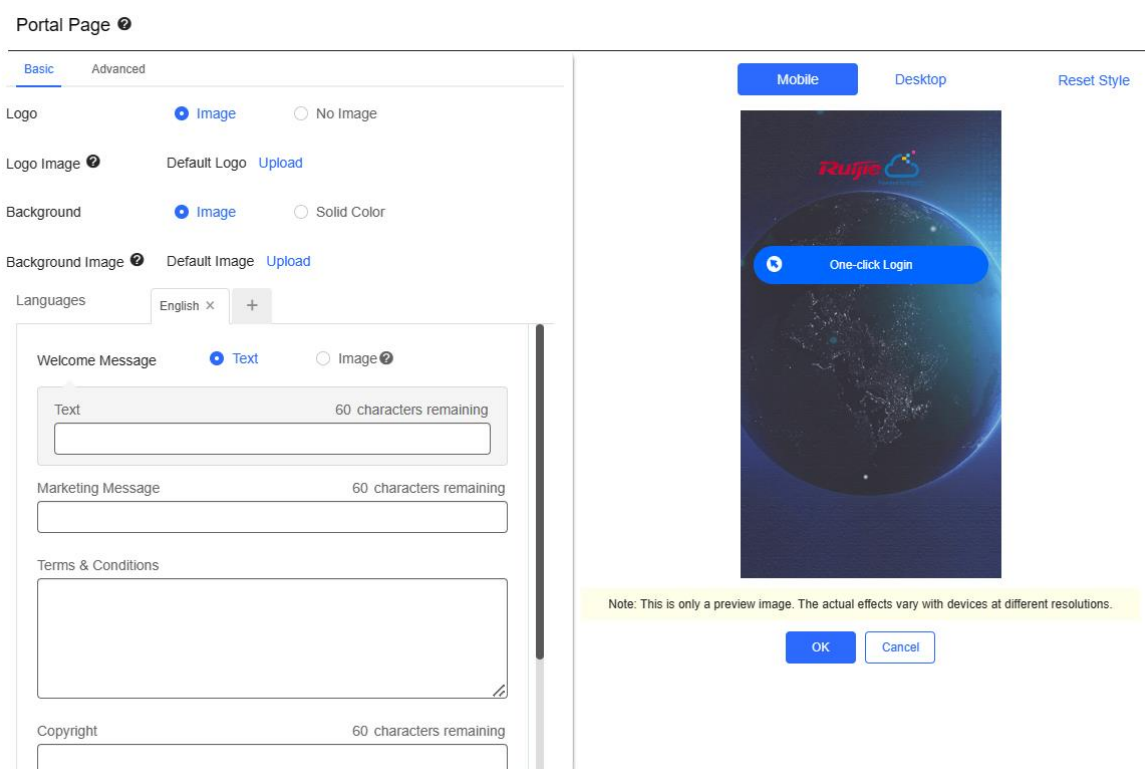 Portal Page
Basic Advanced
Logo Image No Image
Logo Image Default Logo Upload
Background Image Solid Color
Background Image Default Image Upload
Languages English × +
Welcome Message Text Image
Text 60 characters remaining
Marketing Message 60 characters remaining
Terms & Conditions
Copyright 60 characters remaining
Mobile Desktop Reset Style
Ruijie
One-click Login
Note: This is only a preview image. The actual effects vary with devices at different resolutions.
OK Cancel